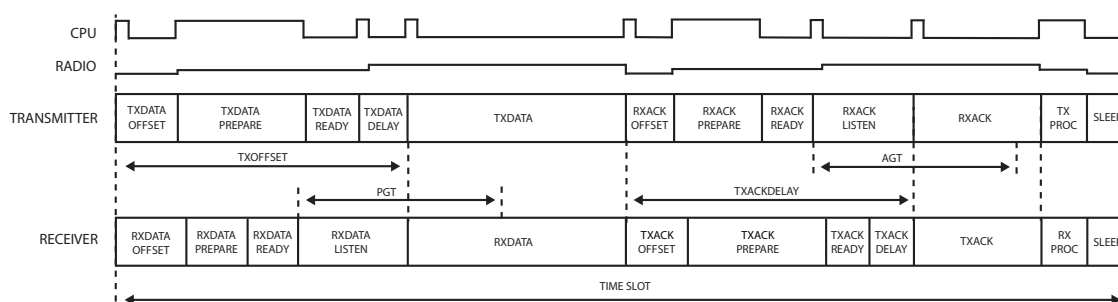 CPU
RADIO
TRANSMITTER
TXDATA OFFSET
TXDATA PREPARE
TXDATA READY
TXDATA DELAY
TXDATA
RXACK OFFSET
RXACK PREPARE
RXACK READY
RXACK LISTEN
RXACK
TX PROC
SLEEP
TXOFFSET
AGT
PGT
TXACKDELAY
RECEIVER
RXDATA OFFSET
RXDATA PREPARE
RXDATA READY
RXDATA LISTEN
RXDATA
TXACK OFFSET
TXACK PREPARE
TXACK READY
TXACK DELAY
TXACK
RX PROC
SLEEP
TIME SLOT